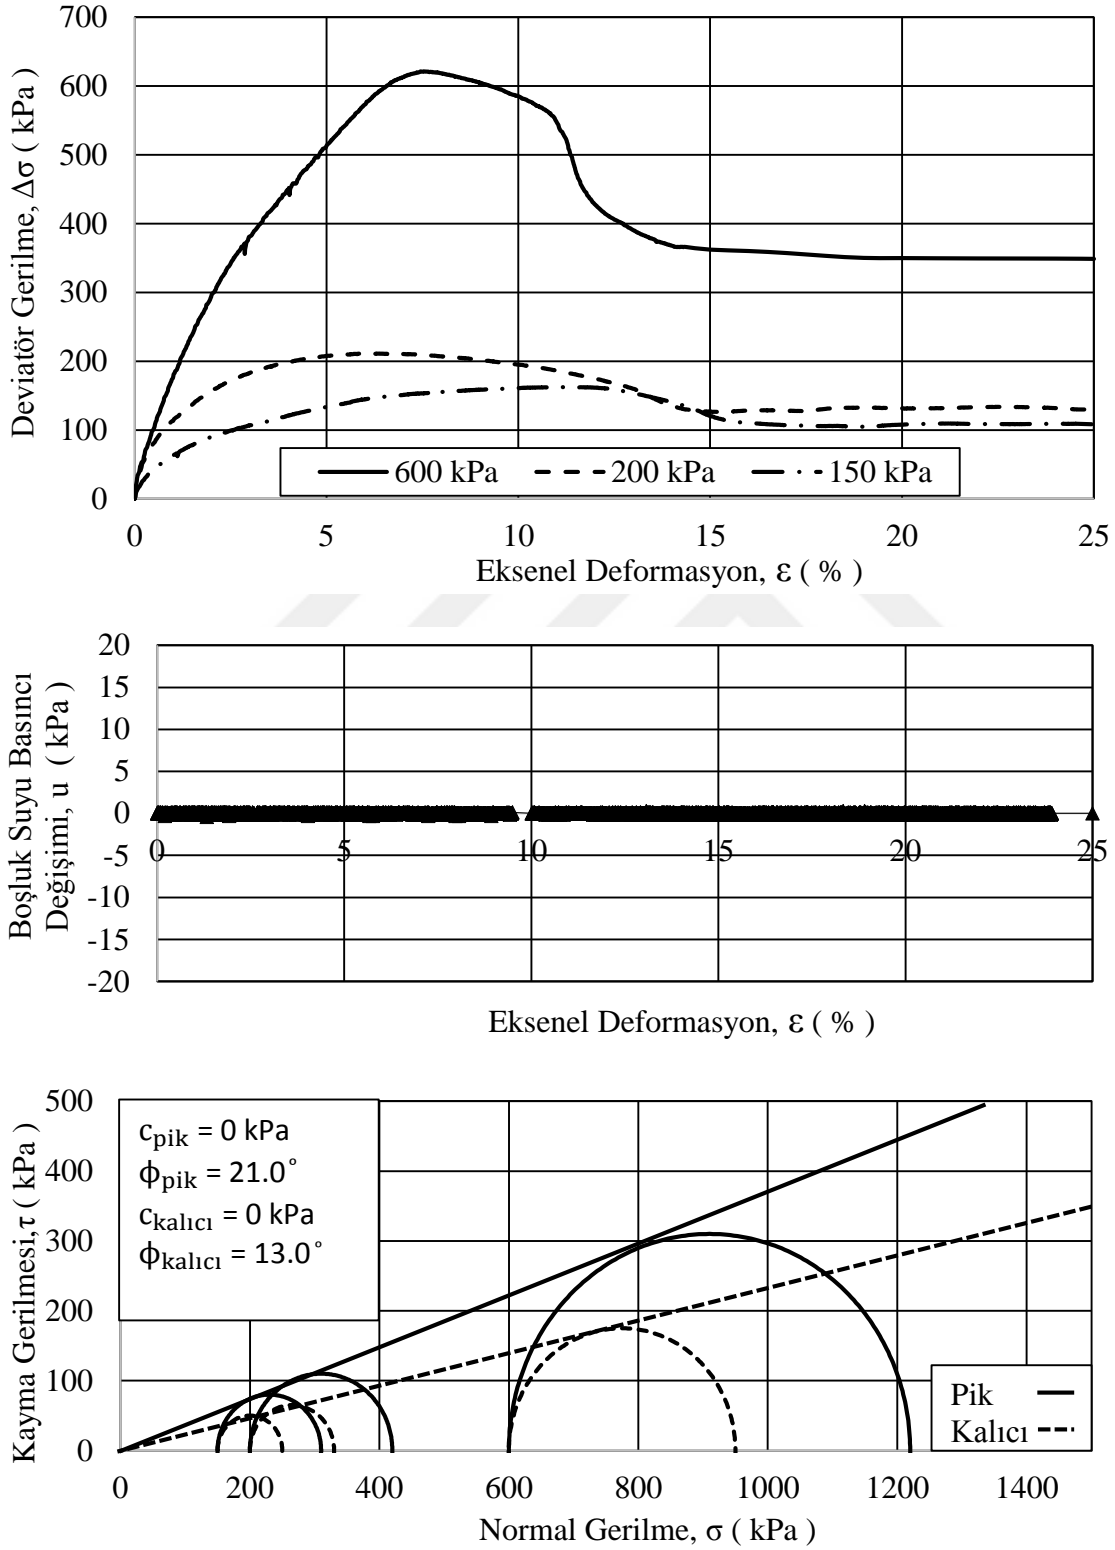 700
600
500
400
300
200
100
0
Deviatör Gerilme, Δσ ( kPa )
600 kPa 200 kPa 150 kPa
0 5 10 15 20 25
Eksenel Deformasyon, ε ( % )
20
15
10
5
0
-5
-10
-15
-20
Boşluk Suyu Basıncı
Değişimi, u ( kPa )
0 5 10 15 20 25
Eksenel Deformasyon, ε ( % )
500
400
300
200
100
0
Kayma Gerilmesi,τ ( kPa )
cpik = 0 kPa
ϕpik = 21.0°
ckalıcı = 0 kPa
ϕkalıcı = 13.0°
Pik
Kalıcı
0 200 400 600 800 1000 1200 1400
Normal Gerilme, σ ( kPa )